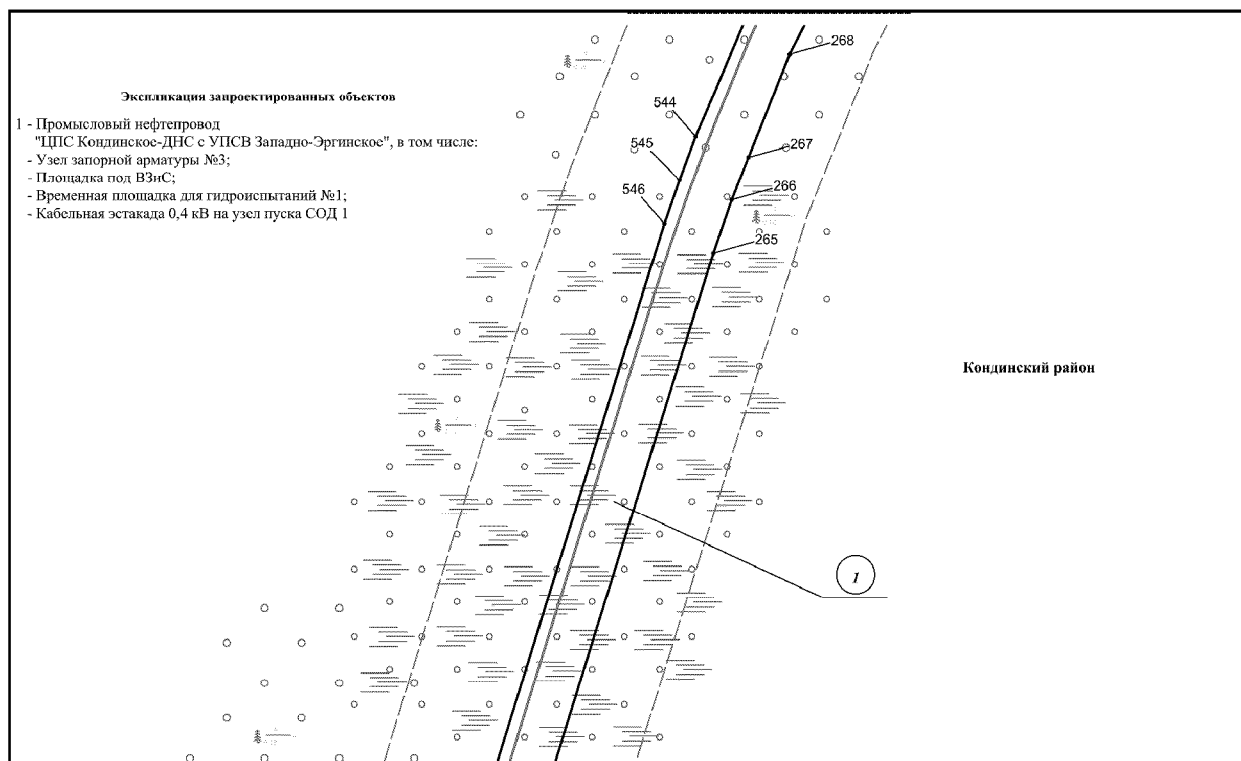 Экспликация запроектированных объектов
1 - Промысловый нефтепровод
"ЦПС Кондинское-ДНС с УПСВ Западно-Эргинское", в том числе:
- Узел запорной арматуры №3;
- Площадка под ВЗиС;
- Временная площадка для гидроиспытаний №1;
- Кабельная эстакада 0,4 кВ на узел пуска СОД 1
268
544
267
545
266
546
265
Кондинский район
1